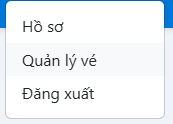 Hồ sơ
Quản lý vé
Đăng xuất